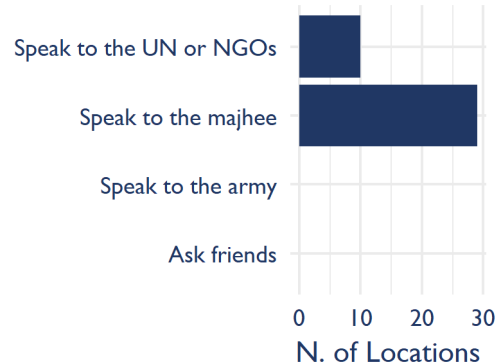 Speak to the UN or NGOs
Speak to the majhee
Speak to the army
Ask friends
0 10 20 30
N. of Locations